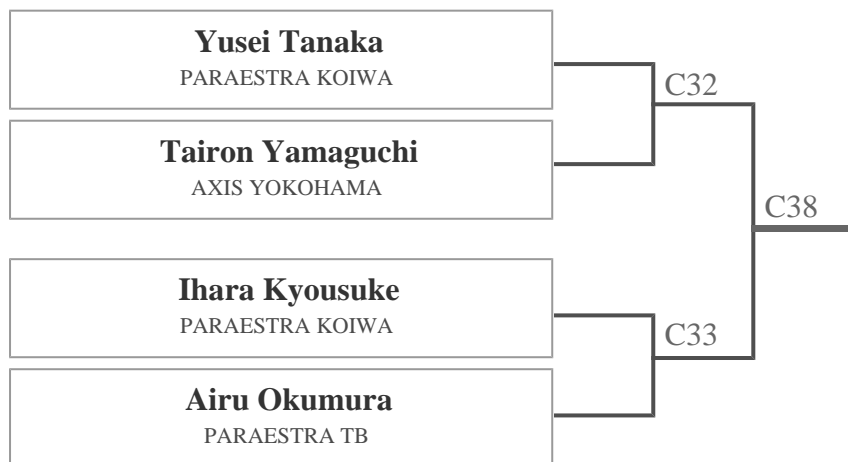 Yusei Tanaka
PARAESTRA KOIWA
C32
Tairon Yamaguchi
AXIS YOKOHAMA
C38
Ihara Kyousuke
PARAESTRA KOIWA
C33
Airu Okumura
PARAESTRA TB